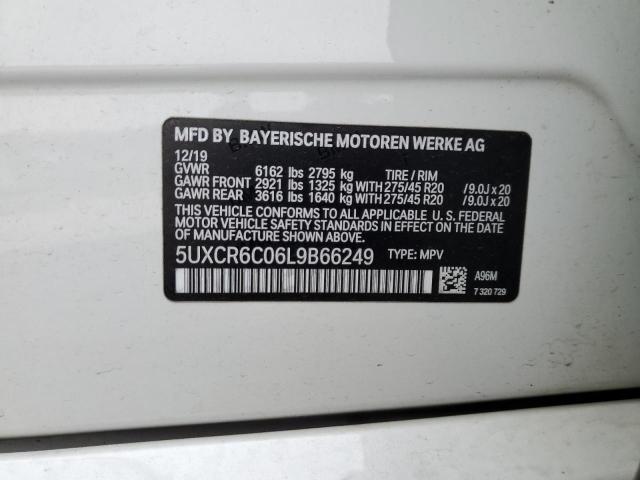 MFD BY BAYERISCHE MOTOREN WERKE AG
12/19
GVWR 6162 lbs 2795 kg TIRE / RIM
GAWR FRONT 2921 lbs 1325 kg WITH 275/45 R20 / 9.0J x 20
GAWR REAR 3616 lbs 1640 kg WITH 275/45 R20 / 9.0J x 20
THIS VEHICLE CONFORMS TO ALL APPLICABLE U. S. FEDERAL
MOTOR VEHICLE SAFETY STANDARDS IN EFFECT ON THE DATE
OF MANUFACTURE SHOWN ABOVE.
5UXCR6C06L9B66249 TYPE: MPV
A96M
7 320 729